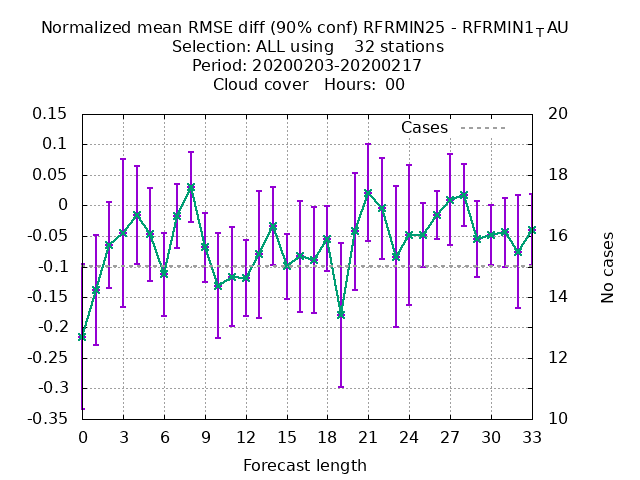 Normalized mean RMSE diff (90% conf) RFRMIN25 - RFRMIN1_TAU
Selection: ALL using    32 stations
Period: 20200203-20200217
Cloud cover   Hours:  00
Cases
0.15
0.1
0.05
0
-0.05
-0.1
-0.15
-0.2
-0.25
-0.3
-0.35
20
18
16
14
12
10
No cases
0 3 6 9 12 15 18 21 24 27 30 33
Forecast length